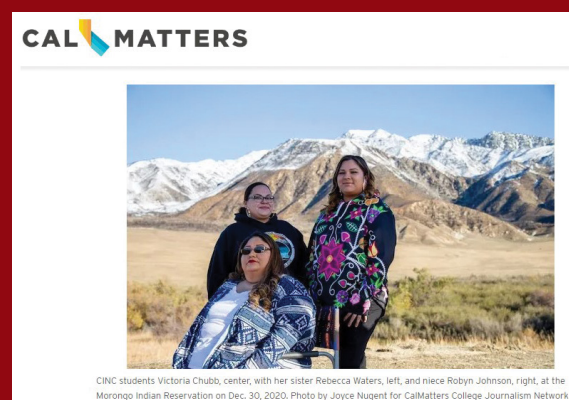 CAL MATTERS
CINC students Victoria Chubb, center, with her sister Rebecca Waters, left, and niece Robyn Johnson, right, at the
Morongo Indian Reservation on Dec. 30, 2020. Photo by Joyce Nugent for CalMatters College Journalism Network